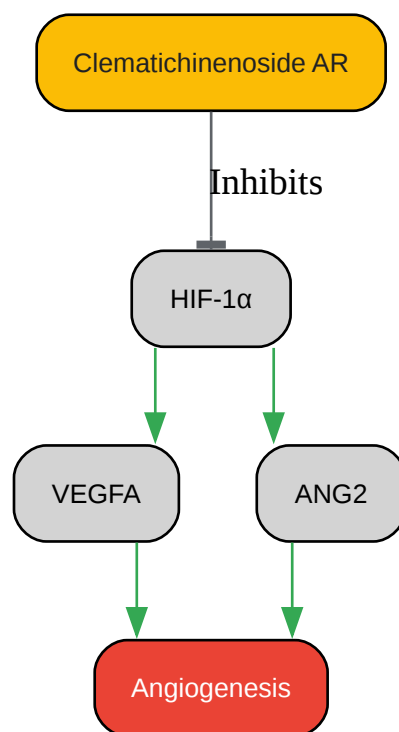 Clematichinenoside AR
Inhibits
HIF-1α
VEGFA
ANG2
Angiogenesis